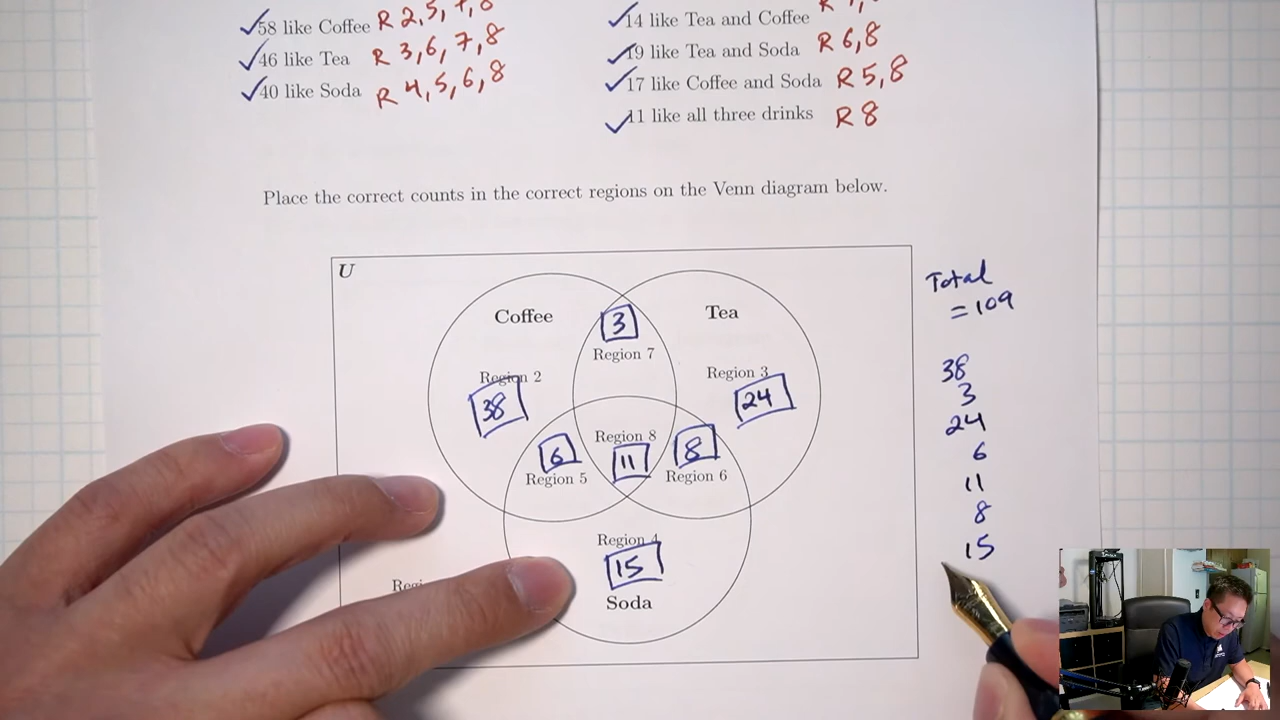 ✓58 like Coffee R 2,5,7,8
✓14 like Tea and Coffee R
✓46 like Tea R 3,6,7,8
✓19 like Tea and Soda R 6,8
✓40 like Soda R 4,5,6,8
✓17 like Coffee and Soda R 5,8
✓11 like all three drinks R 8
Place the correct counts in the correct regions on the Venn diagram below.
U
Total
= 109
Coffee
3
Tea
Region 7
Region 2
38
Region 3
24
38
3
24
6
11
8
15
Region 8
6
11
8
Region 5
Region 6
Region 4
15
Soda